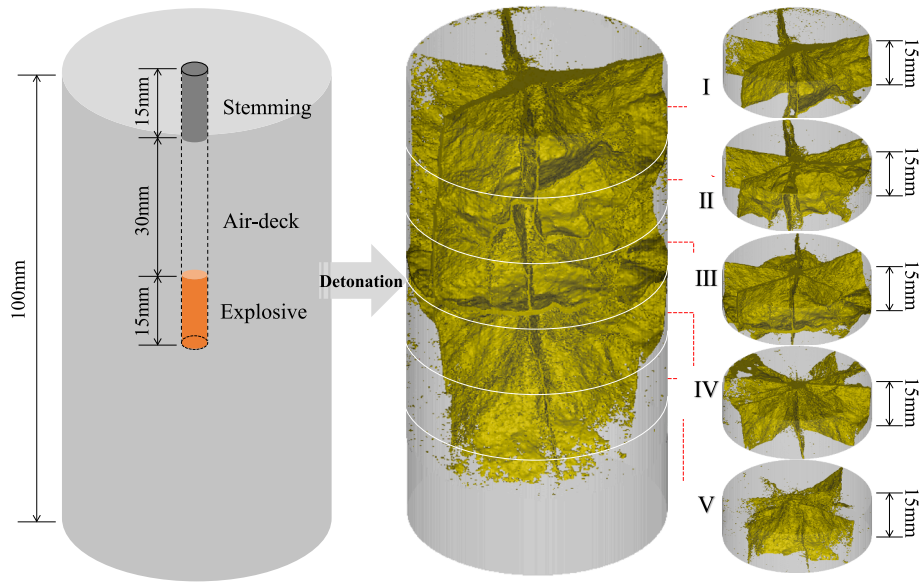 100mm
15mm
Stemming
30mm
Air-deck
15mm
Explosive
Detonation
I
15mm
II
15mm
III
15mm
IV
15mm
V
15mm